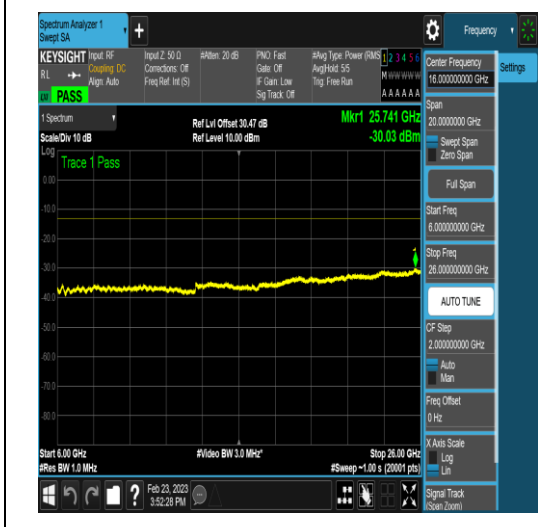 Spectrum Analyzer 1
Swept SA
+
Frequency
KEYSIGHT
Input: RF
Input Z: 50 Ω
#Atten: 20 dB
PNO: Fast
#Avg Type: Power (RMS)
1 2 3 4 5 6
RL
Coupling: DC
Corrections: Off
Gate: Off
Avg|Hold: 5/5
M W W W W W
Align: Auto
Freq Ref: Int (S)
IF Gain: Low
Trig: Free Run
PASS
Sig Track: Off
A A A A A A
1 Spectrum
Ref Lvl Offset 30.47 dB
Mkr1 25.741 GHz
Scale/Div 10 dB
Ref Level 10.00 dBm
-30.03 dBm
Log
Trace 1 Pass
1
0.00
-10.0
-20.0
-30.0
-40.0
-50.0
-60.0
-70.0
-80.0
Start 6.00 GHz
#Video BW 3.0 MHz*
Stop 26.00 GHz
#Res BW 1.0 MHz
#Sweep ~1.00 s (20001 pts)
?
Feb 23, 2023
3:52:28 PM
Center Frequency
16.000000000 GHz
Settings
Span
20.0000000 GHz
Swept Span
Zero Span
Full Span
Start Freq
6.000000000 GHz
Stop Freq
26.000000000 GHz
AUTO TUNE
CF Step
2.000000000 GHz
Auto
Man
Freq Offset
0 Hz
X Axis Scale
Log
Lin
Signal Track
(Span Zoom)